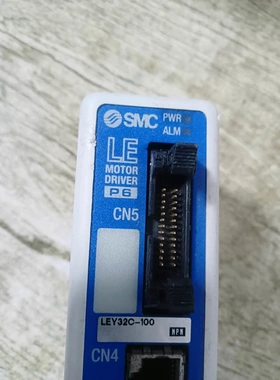 SMC PWR
ALM
LE
MOTOR
DRIVER
P6
CN5
LEY32C-100 NPN
CN4